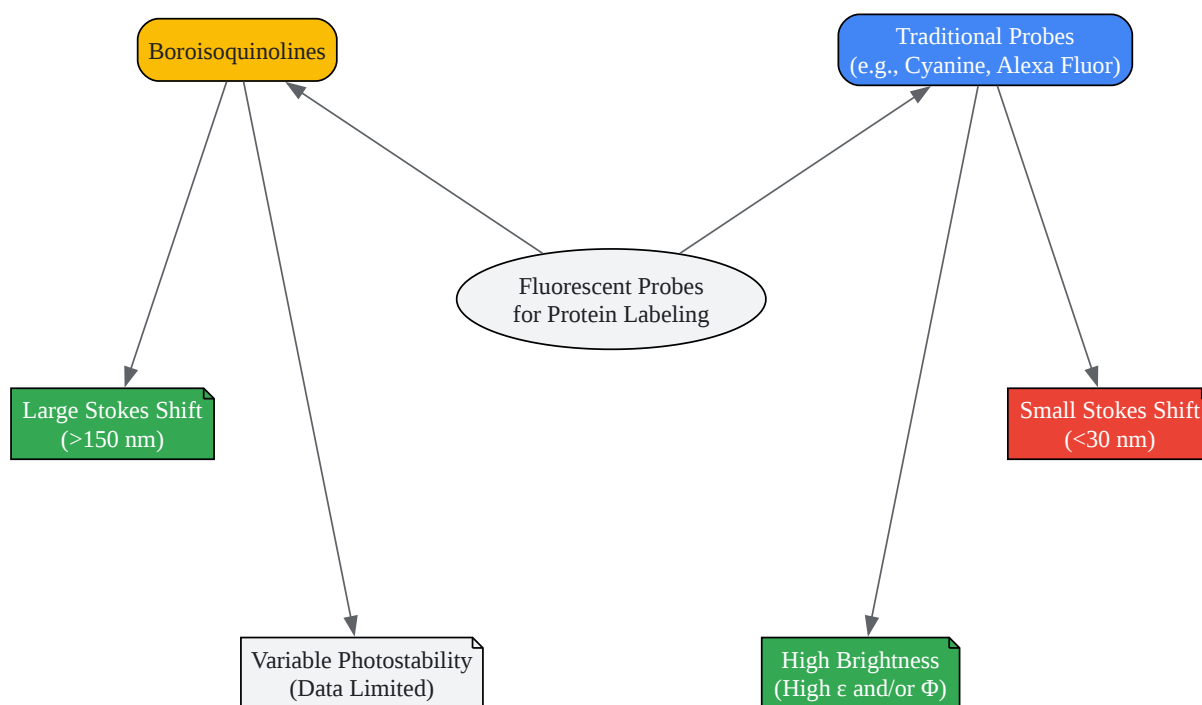 Boroisoquinolines
Traditional Probes
(e.g., Cyanine, Alexa Fluor)
Fluorescent Probes
for Protein Labeling
Large Stokes Shift
(>150 nm)
Small Stokes Shift
(<30 nm)
Variable Photostability
(Data Limited)
High Brightness
(High ε and/or Φ)